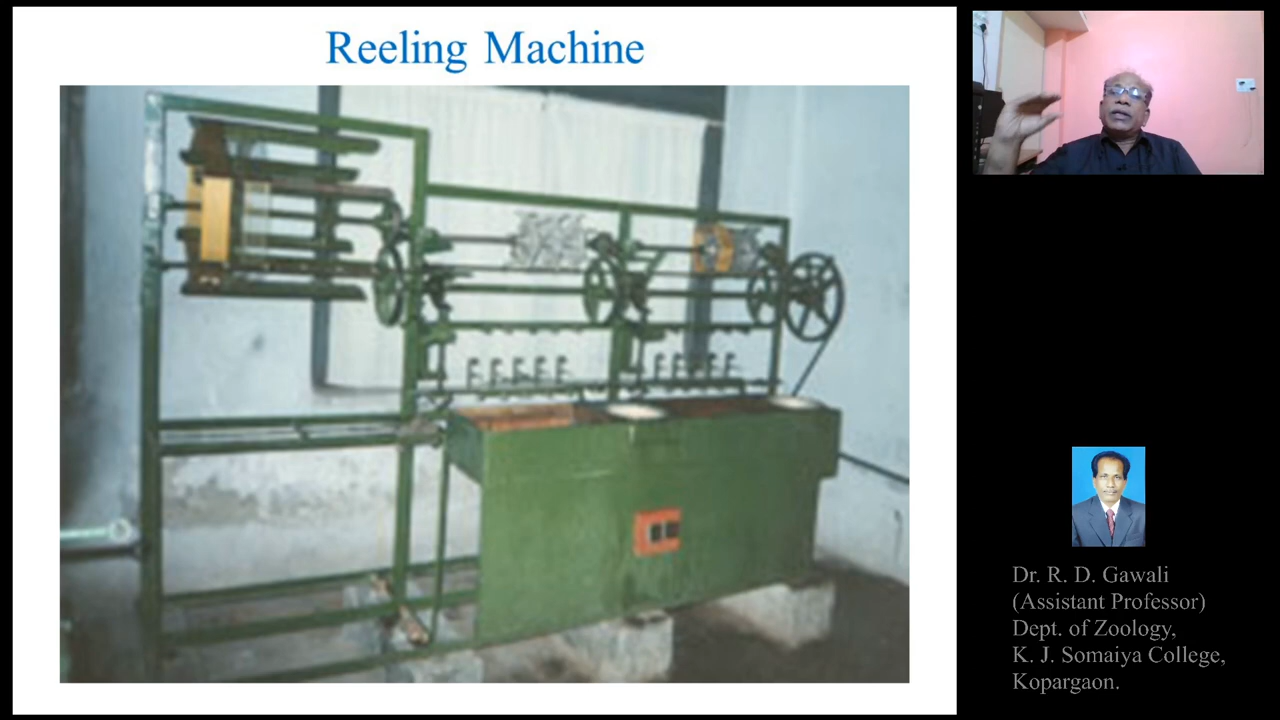 Reeling Machine
Dr. R. D. Gawali
(Assistant Professor)
Dept. of Zoology,
K. J. Somaiya College,
Kopargaon.